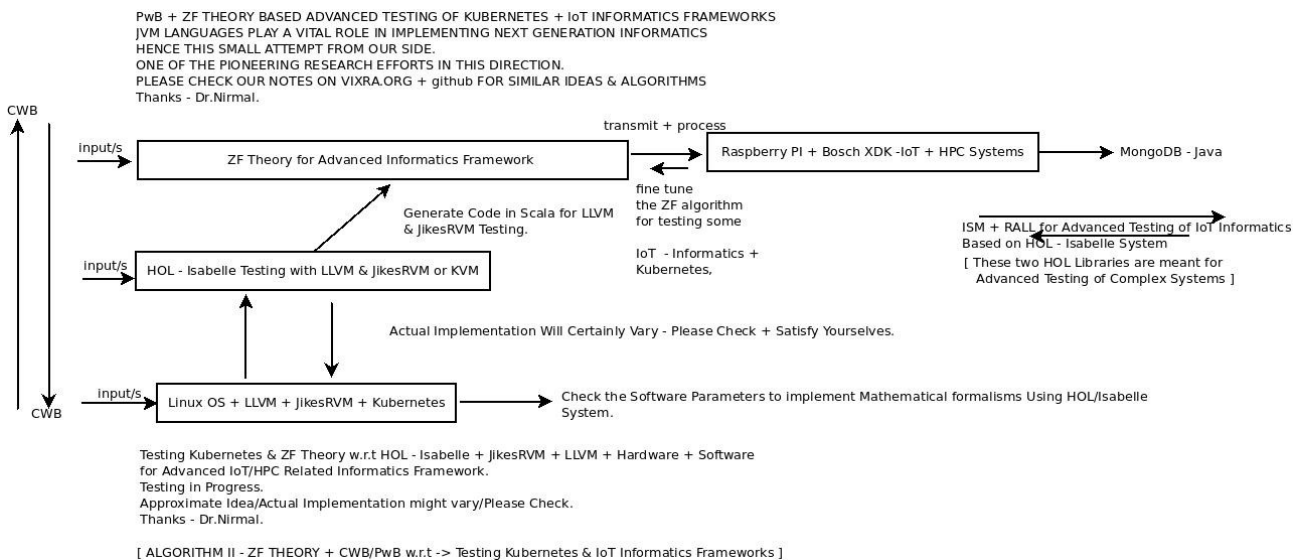 PwB + ZF THEORY BASED ADVANCED TESTING OF KUBERNETES + IoT INFORMATICS FRAMEWORKS
JVM LANGUAGES PLAY A VITAL ROLE IN IMPLEMENTING NEXT GENERATION INFORMATICS
HENCE THIS SMALL ATTEMPT FROM OUR SIDE.
ONE OF THE PIONEERING RESEARCH EFFORTS IN THIS DIRECTION.
PLEASE CHECK OUR NOTES ON VIXRA.ORG + github FOR SIMILAR IDEAS & ALGORITHMS
Thanks - Dr.Nirmal.
CWB
transmit + process
input/s
ZF Theory for Advanced Informatics Framework
Raspberry PI + Bosch XDK -IoT + HPC Systems
MongoDB - Java
fine tune
the ZF algorithm
for testing some
IoT - Informatics +
Kubernetes,
Generate Code in Scala for LLVM
& JikesRVM Testing.
ISM + RALL for Advanced Testing of IoT Informatics
Based on HOL - Isabelle System
[ These two HOL Libraries are meant for
Advanced Testing of Complex Systems ]
input/s
HOL - Isabelle Testing with LLVM & JikesRVM or KVM
Actual Implementation Will Certainly Vary - Please Check + Satisfy Yourselves.
input/s
CWB
Linux OS + LLVM + JikesRVM + Kubernetes
Check the Software Parameters to implement Mathematical formalisms Using HOL/Isabelle
System.
Testing Kubernetes & ZF Theory w.r.t HOL - Isabelle + JikesRVM + LLVM + Hardware + Software
for Advanced IoT/HPC Related Informatics Framework.
Testing in Progress.
Approximate Idea/Actual Implementation might vary/Please Check.
Thanks - Dr.Nirmal.
[ ALGORITHM II - ZF THEORY + CWB/PwB w.r.t -> Testing Kubernetes & IoT Informatics Frameworks ]